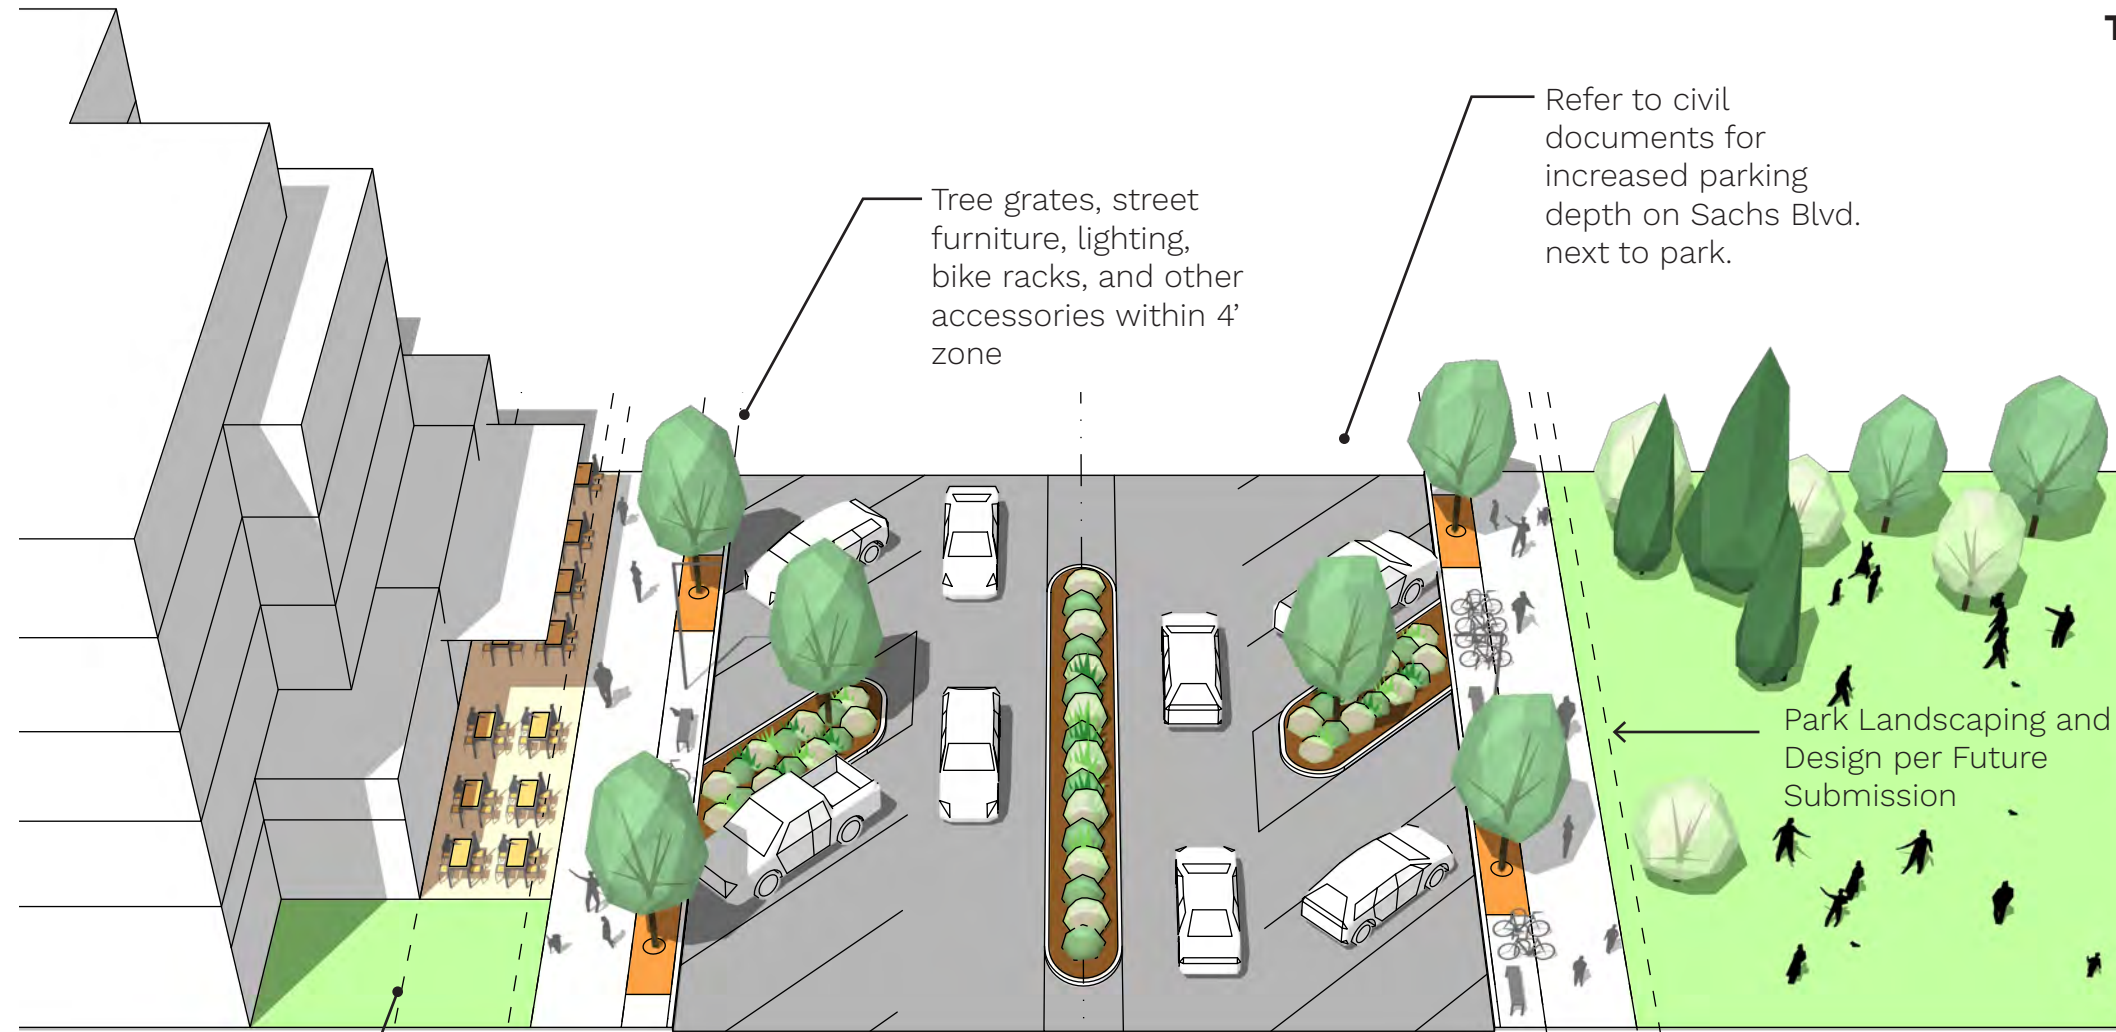 T
Refer to civil
documents for
increased parking
depth on Sachs Blvd.
next to park.
Tree grates, street
furniture, lighting,
bike racks, and other
accessories within 4’
zone
Park Landscaping and
Design per Future
Submission